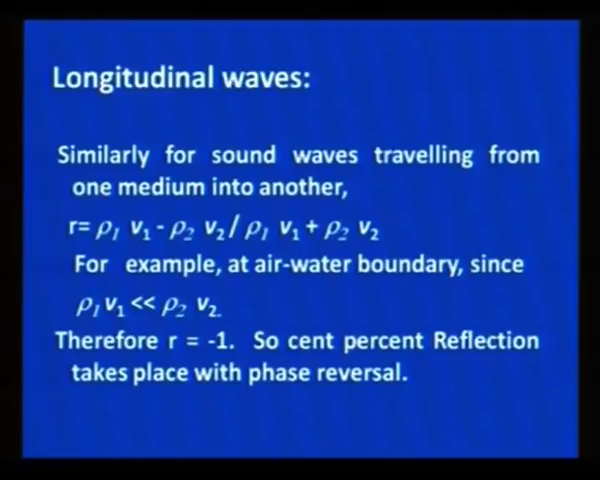 Longitudinal waves:
Similarly for sound waves travelling from
one medium into another,
r= ρ₁ v₁ - ρ₂ v₂/ ρ₁ v₁ + ρ₂ v₂
For example, at air-water boundary, since
ρ₁v₁ << ρ₂ v₂.
Therefore r = -1. So cent percent Reflection
takes place with phase reversal.